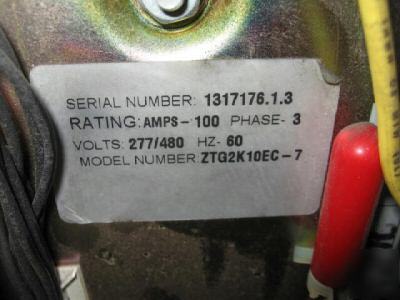 SERIAL NUMBER: 1317176.1.3
RATING: AMPS- 100 PHASE- 3
VOLTS: 277/480 HZ- 60
MODEL NUMBER: ZTG2K10EC-7